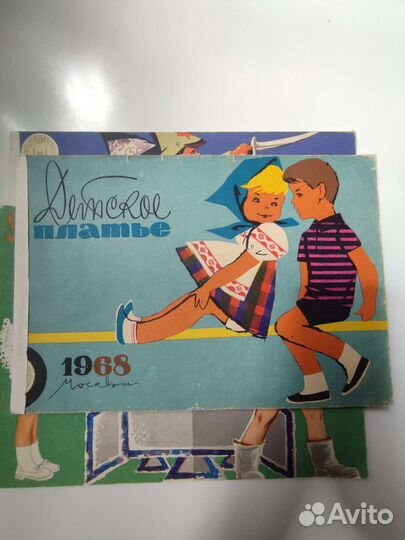 Детское
платье
1968
Москва
Avito